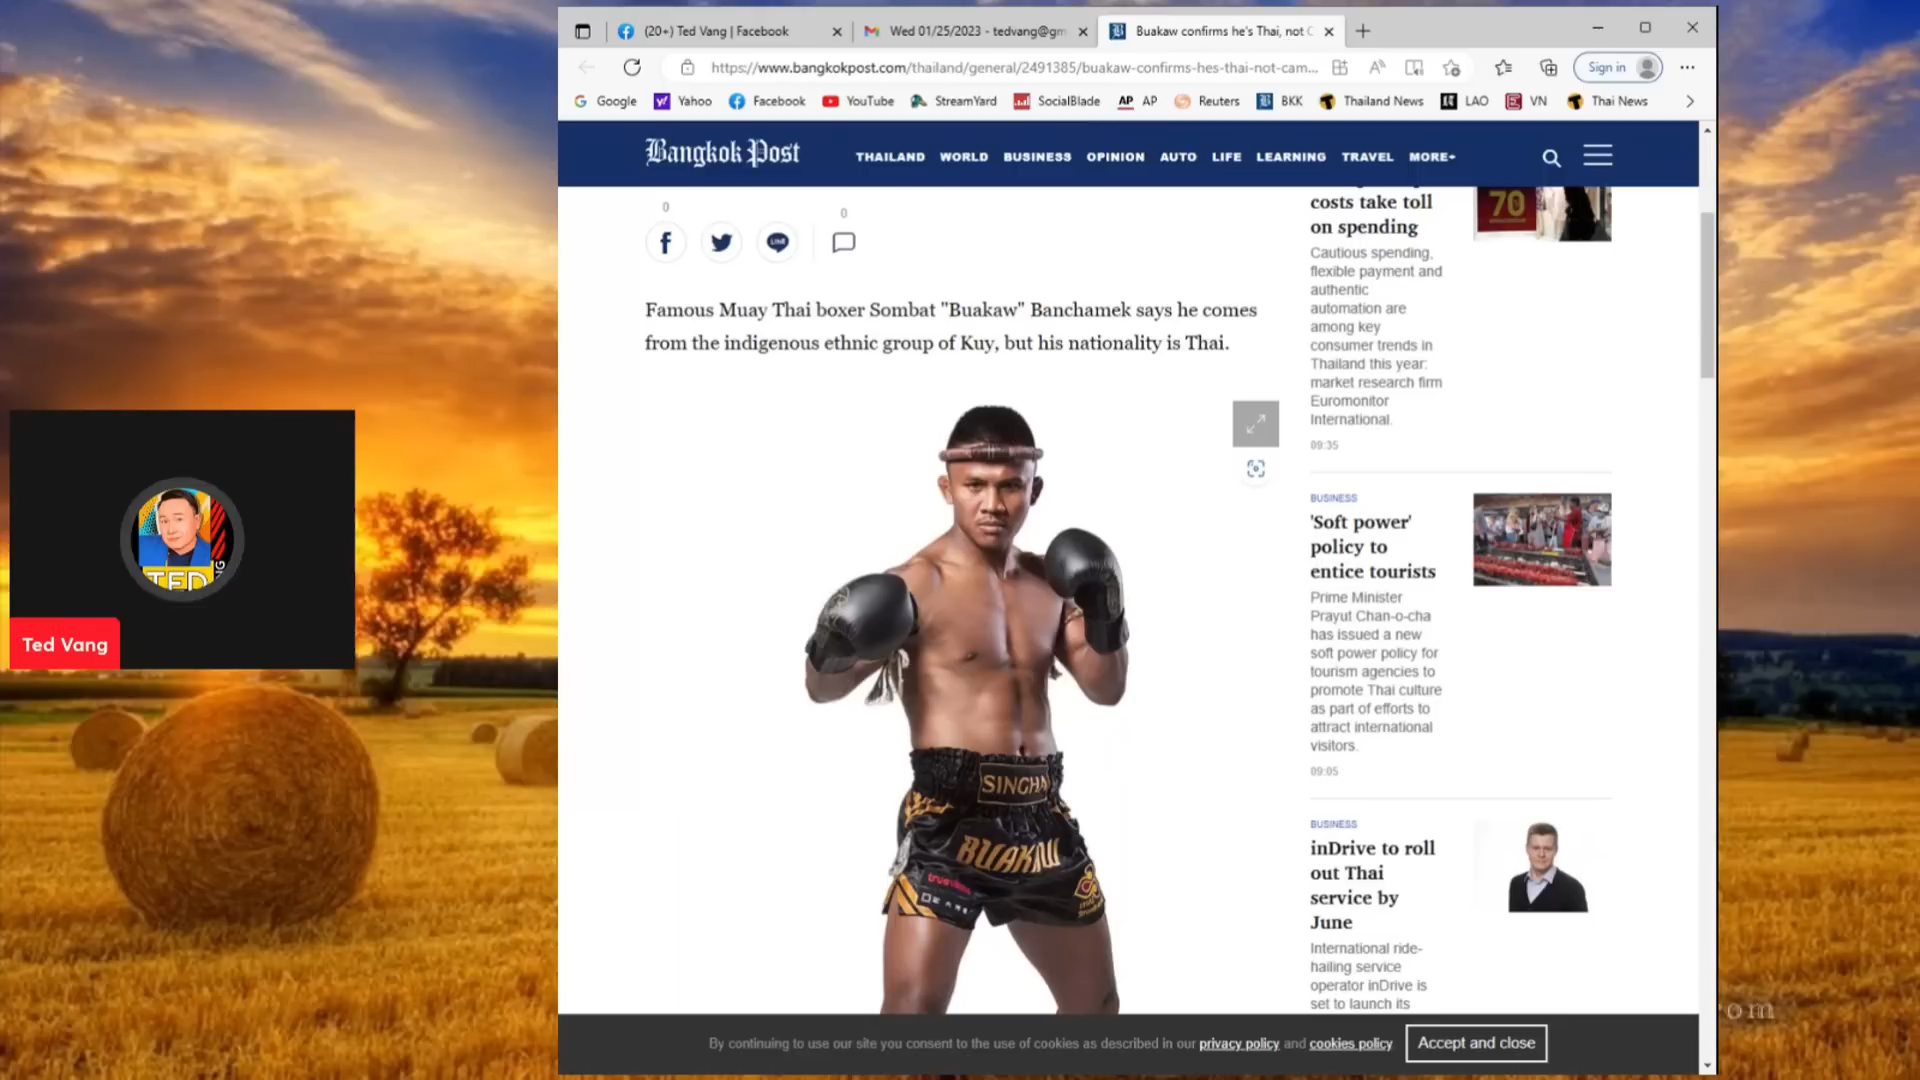 (20+) Ted Vang | Facebook
Wed 01/25/2023 - tedvang@gm
Buakaw confirms he's Thai, not C
https://www.bangkokpost.com/thailand/general/2491385/buakaw-confirms-hes-thai-not-cam...
Sign in
Google
Yahoo
Facebook
YouTube
StreamYard
SocialBlade
AP AP
Reuters
BKK
Thailand News
LAO
VN
Thai News
Bangkok Post
THAILAND WORLD BUSINESS OPINION AUTO LIFE LEARNING TRAVEL MORE+
0
0
LINE
Famous Muay Thai boxer Sombat "Buakaw" Banchamek says he comes
from the indigenous ethnic group of Kuy, but his nationality is Thai.
SINGHA
BUAKAW
costs take toll
on spending
Cautious spending,
flexible payment and
authentic
automation are
among key
consumer trends in
Thailand this year:
market research firm
Euromonitor
International.
09:35
70
BUSINESS
'Soft power'
policy to
entice tourists
Prime Minister
Prayut Chan-o-cha
has issued a new
soft power policy for
tourism agencies to
promote Thai culture
as part of efforts to
attract international
visitors.
09:05
BUSINESS
inDrive to roll
out Thai
service by
June
International ride-
hailing service
operator inDrive is
set to launch its
By continuing to use our site you consent to the use of cookies as described in our privacy policy and cookies policy
Accept and close
TED
Ted Vang
om